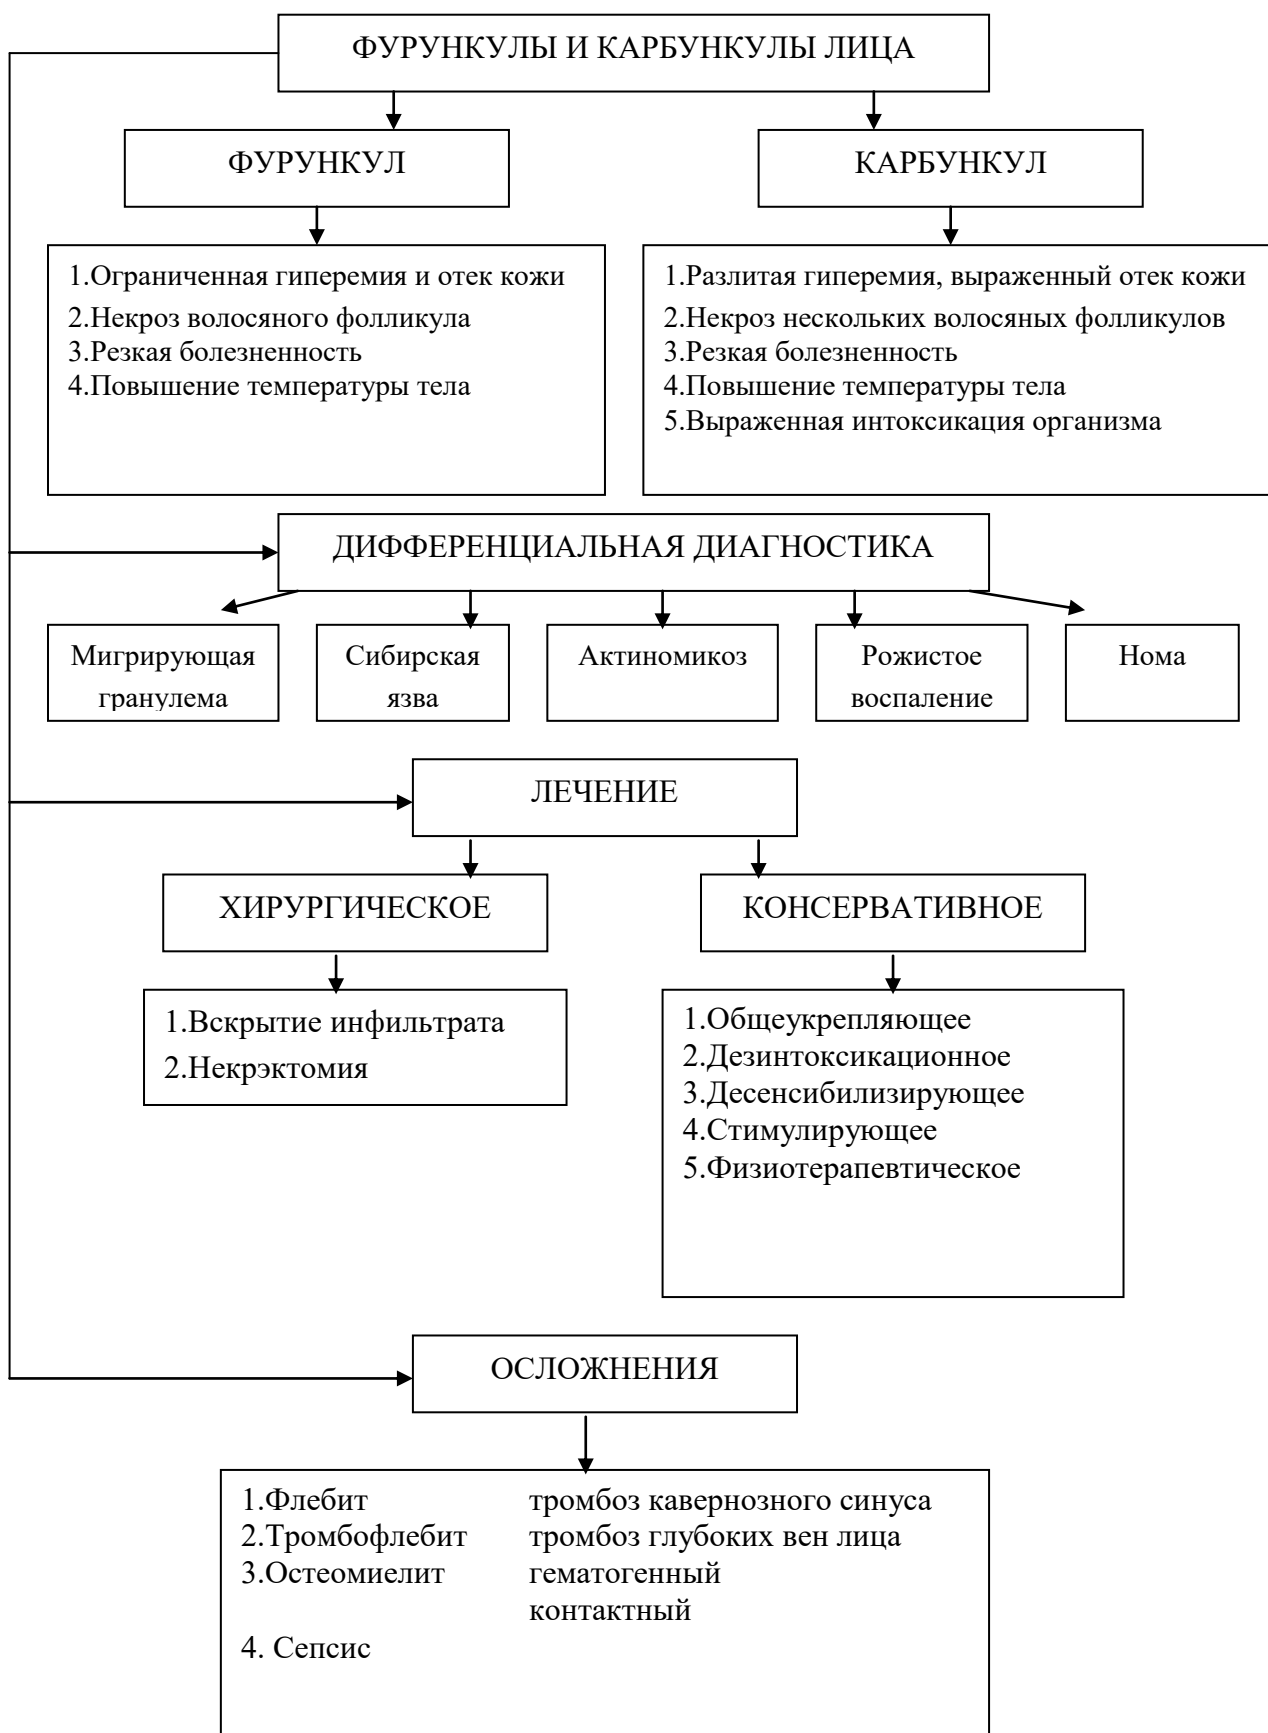 ФУРУНКУЛЫ И КАРБУНКУЛЫ ЛИЦА
ФУРУНКУЛ
КАРБУНКУЛ
1.Ограниченная гиперемия и отек кожи
2.Некроз волосяного фолликула
3.Резкая болезненность
4.Повышение температуры тела
1.Разлитая гиперемия, выраженный отек кожи
2.Некроз нескольких волосяных фолликулов
3.Резкая болезненность
4.Повышение температуры тела
5.Выраженная интоксикация организма
ДИФФЕРЕНЦИАЛЬНАЯ ДИАГНОСТИКА
Мигрирующая
гранулема
Сибирская
язва
Актиномикоз
Рожистое
воспаление
Нома
ЛЕЧЕНИЕ
ХИРУРГИЧЕСКОЕ
КОНСЕРВАТИВНОЕ
1.Вскрытие инфильтрата
2.Некрэктомия
1.Общеукрепляющее
2.Дезинтоксикационное
3.Десенсибилизирующее
4.Стимулирующее
5.Физиотерапевтическое
ОСЛОЖНЕНИЯ
1.Флебит тромбоз кавернозного синуса
2.Тромбофлебит тромбоз глубоких вен лица
3.Остеомиелит гематогенный
контактный
4. Сепсис